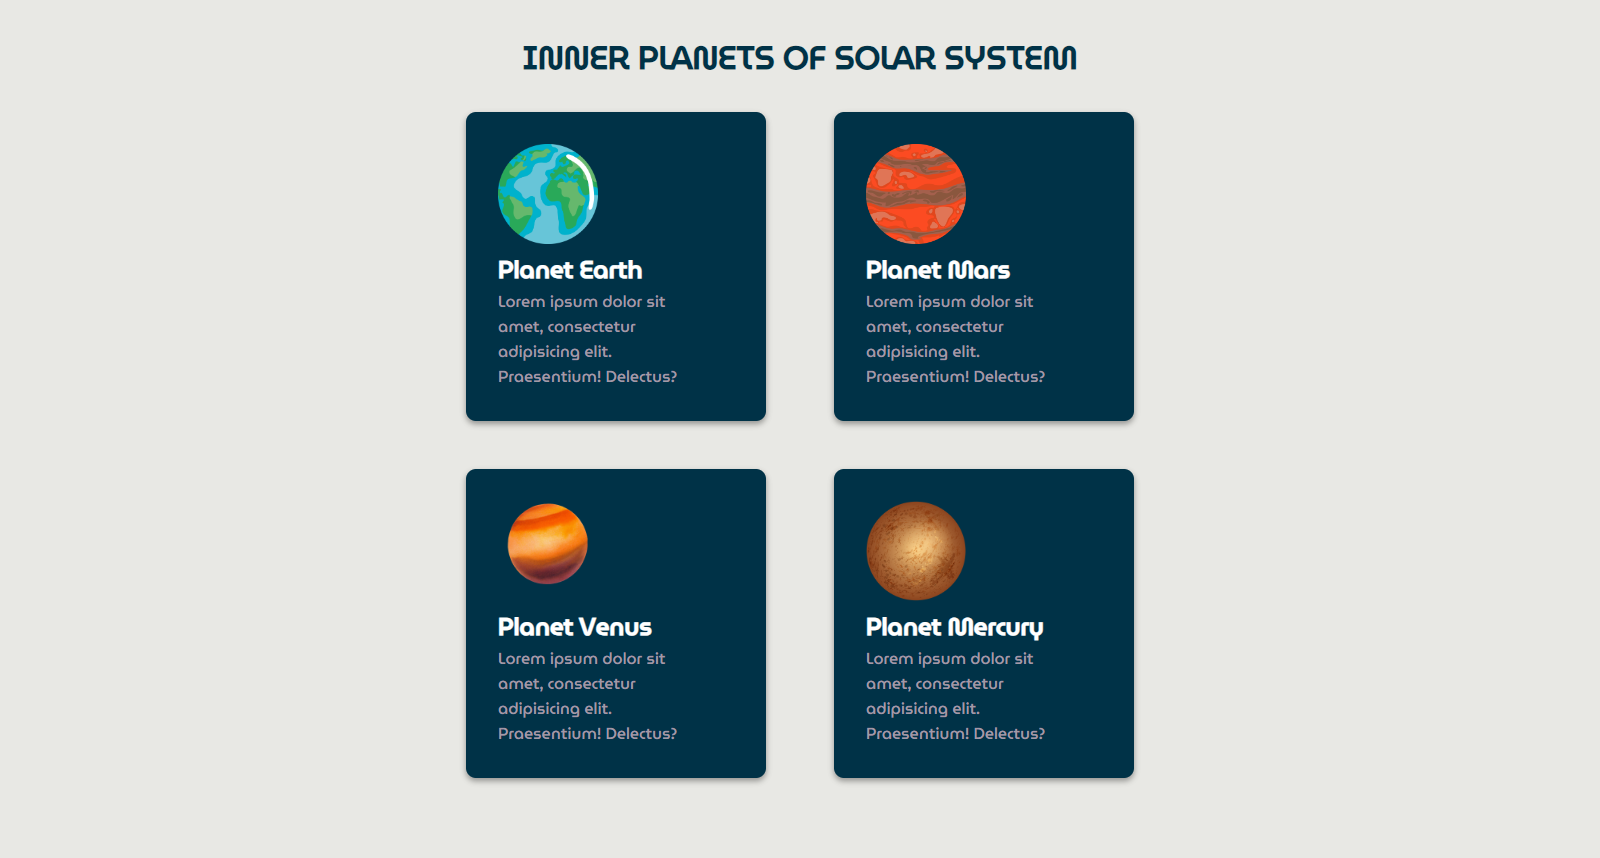 INNER PLANETS OF SOLAR SYSTEM
Planet Earth
Lorem ipsum dolor sit
amet, consectetur
adipisicing elit.
Praesentium! Delectus?
Planet Mars
Lorem ipsum dolor sit
amet, consectetur
adipisicing elit.
Praesentium! Delectus?
Planet Venus
Lorem ipsum dolor sit
amet, consectetur
adipisicing elit.
Praesentium! Delectus?
Planet Mercury
Lorem ipsum dolor sit
amet, consectetur
adipisicing elit.
Praesentium! Delectus?